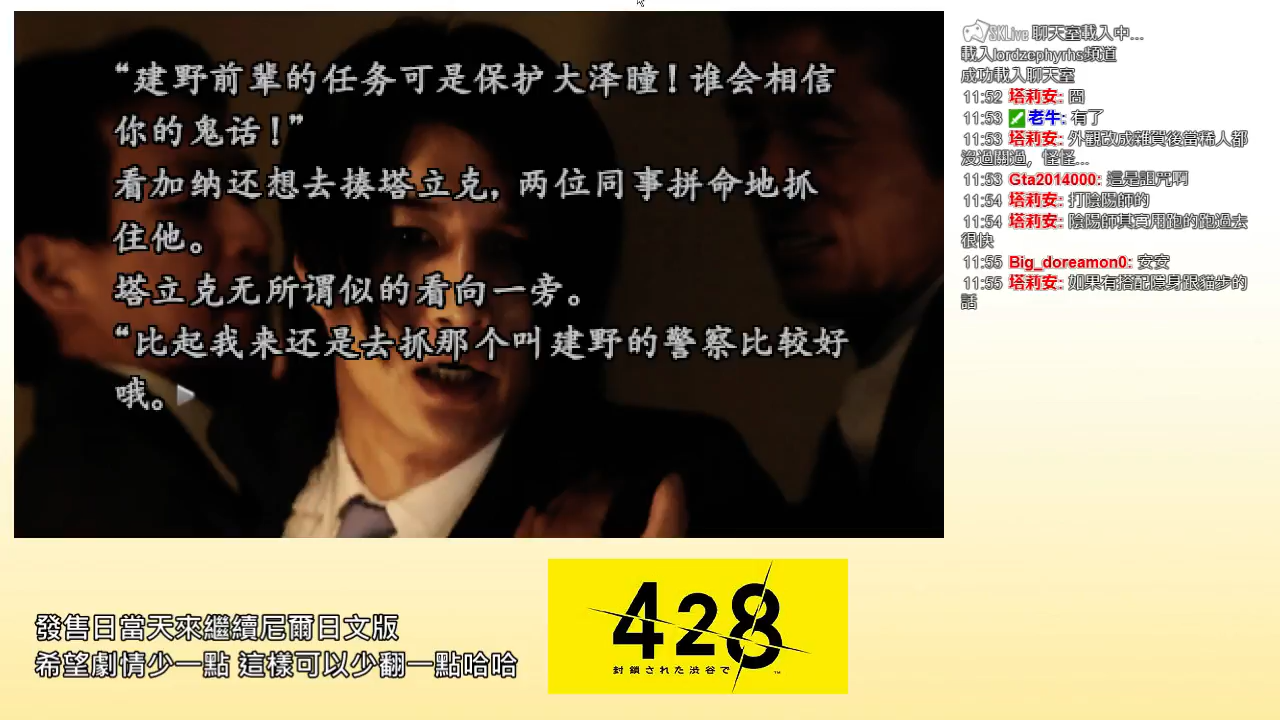 “建野前辈的任务可是保护大泽瞳！谁会相信
你的鬼话！”
看加纳还想去揍塔立克，两位同事拼命地抓
住他。
塔立克无所谓似的看向一旁。
“比起我来还是去抓那个叫建野的警察比较好
哦。
SKLive 聊天室載入中...
載入lordzephyrhs頻道
成功載入聊天室
11:52 塔莉安: 問
11:53 老牛: 有了
11:53 塔莉安: 外觀改成雜貨後當稀人都
沒過關過，怪怪...
11:53 Gta2014000: 這是詛咒啊
11:54 塔莉安: 打陰陽師的
11:54 塔莉安: 陰陽師其實用跑的跑過去
很快
11:55 Big_doreamon0: 安安
11:55 塔莉安: 如果有搭配隱身跟貓步的
話
發售日當天來繼續尼爾日文版
希望劇情少一點 這樣可以少翻一點哈哈
428
封鎖された渋谷で
TM